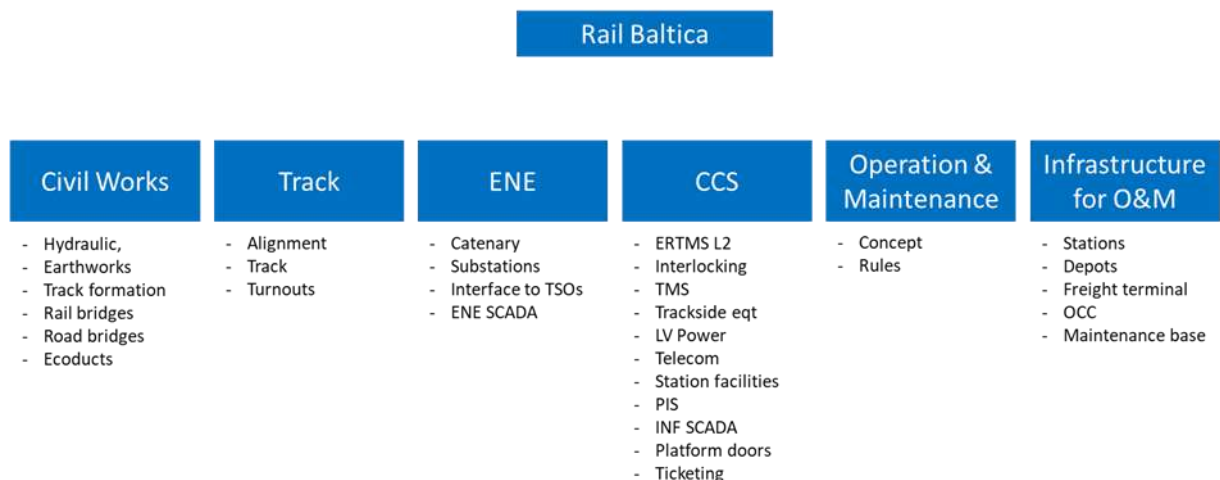 Rail Baltica
Civil Works
- Hydraulic,
- Earthworks
- Track formation
- Rail bridges
- Road bridges
- Ecoducts
Track
- Alignment
- Track
- Turnouts
ENE
- Catenary
- Substations
- Interface to TSOs
- ENE SCADA
CCS
- ERTMS L2
- Interlocking
- TMS
- Trackside eqt
- LV Power
- Telecom
- Station facilities
- PIS
- INF SCADA
- Platform doors
- Ticketing
Operation &
Maintenance
- Concept
- Rules
Infrastructure
for O&M
- Stations
- Depots
- Freight terminal
- OCC
- Maintenance base